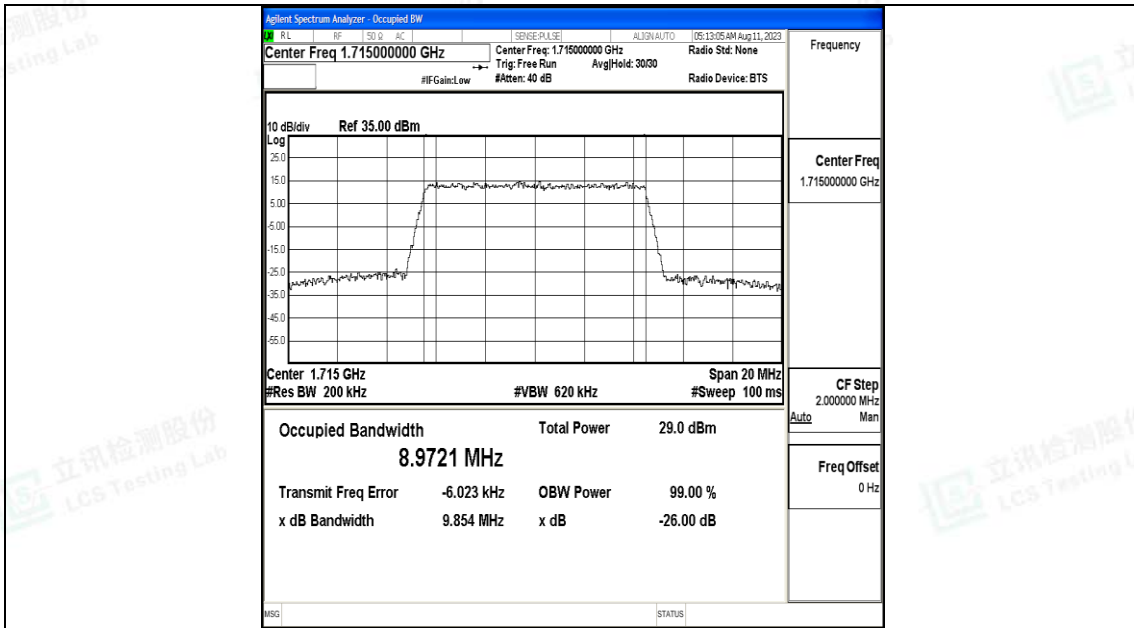 Agilent Spectrum Analyzer - Occupied BW
RL RF 50 Ω AC SENSE:PULSE ALIGNAUTO 05:13:05 AM Aug 11, 2023
Center Freq 1.715000000 GHz
Center Freq: 1.715000000 GHz
Radio Std: None
Trig: Free Run Avg|Hold: 30/30
#IFGain:Low
#Atten: 40 dB
Radio Device: BTS
Frequency
10 dB/div Ref 35.00 dBm
Log
25.0
15.0
5.00
-5.00
-15.0
-25.0
-35.0
-45.0
-55.0
Center 1.715 GHz
Span 20 MHz
#Res BW 200 kHz
#VBW 620 kHz
#Sweep 100 ms
Center Freq
1.715000000 GHz
CF Step
2.000000 MHz
Auto Man
Freq Offset
0 Hz
Occupied Bandwidth
8.9721 MHz
Total Power 29.0 dBm
Transmit Freq Error -6.023 kHz
OBW Power 99.00 %
x dB Bandwidth 9.854 MHz
x dB -26.00 dB
MSG
STATUS
立讯检测股份
LCS Testing Lab